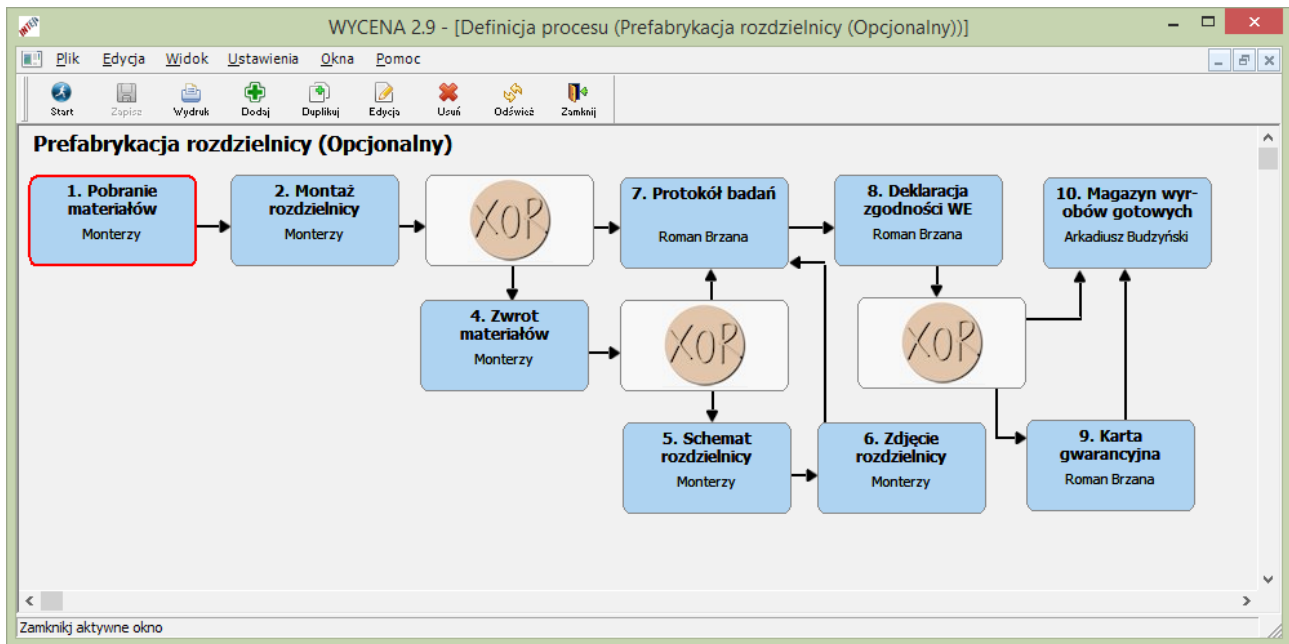 INTER
WYCENA 2.9 - [Definicja procesu (Prefabrykacja rozdzielnicy (Opcjonalny))]
Plik Edycja Widok Ustawienia Okna Pomoc
Start Zapisz Wydruk Dodaj Duplikuj Edycja Usuń Odśwież Zamknij
Prefabrykacja rozdzielnicy (Opcjonalny)
1. Pobranie
materiałów
Monterzy
2. Montaż
rozdzielnicy
Monterzy
XOR
7. Protokół badań
Roman Brzana
8. Deklaracja
zgodności WE
Roman Brzana
10. Magazyn wyr-
obów gotowych
Arkadiusz Budzyński
4. Zwrot
materiałów
Monterzy
XOR
XOR
5. Schemat
rozdzielnicy
Monterzy
6. Zdjęcie
rozdzielnicy
Monterzy
9. Karta
gwarancyjna
Roman Brzana
Zamknikj aktywne okno